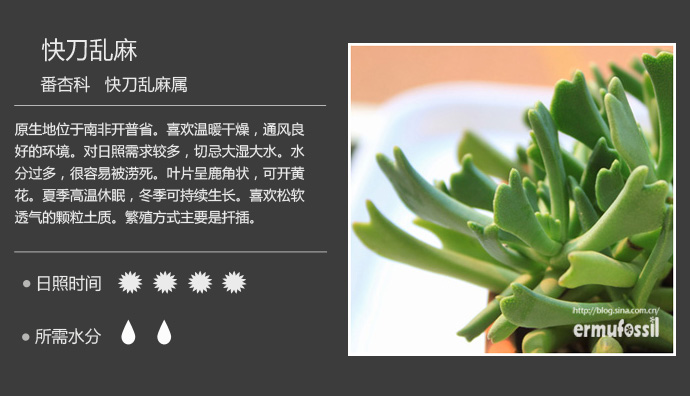 快刀乱麻
番杏科 快刀乱麻属
原生地位于南非开普省。喜欢温暖干燥，通风良
好的环境。对日照需求较多，切忌大湿大水。水
分过多，很容易被涝死。叶片呈鹿角状，可开黄
花。夏季高温休眠，冬季可持续生长。喜欢松软
透气的颗粒土质。繁殖方式主要是扦插。
日照时间
所需水分
http://blog.sina.com.cn/
ermufossil